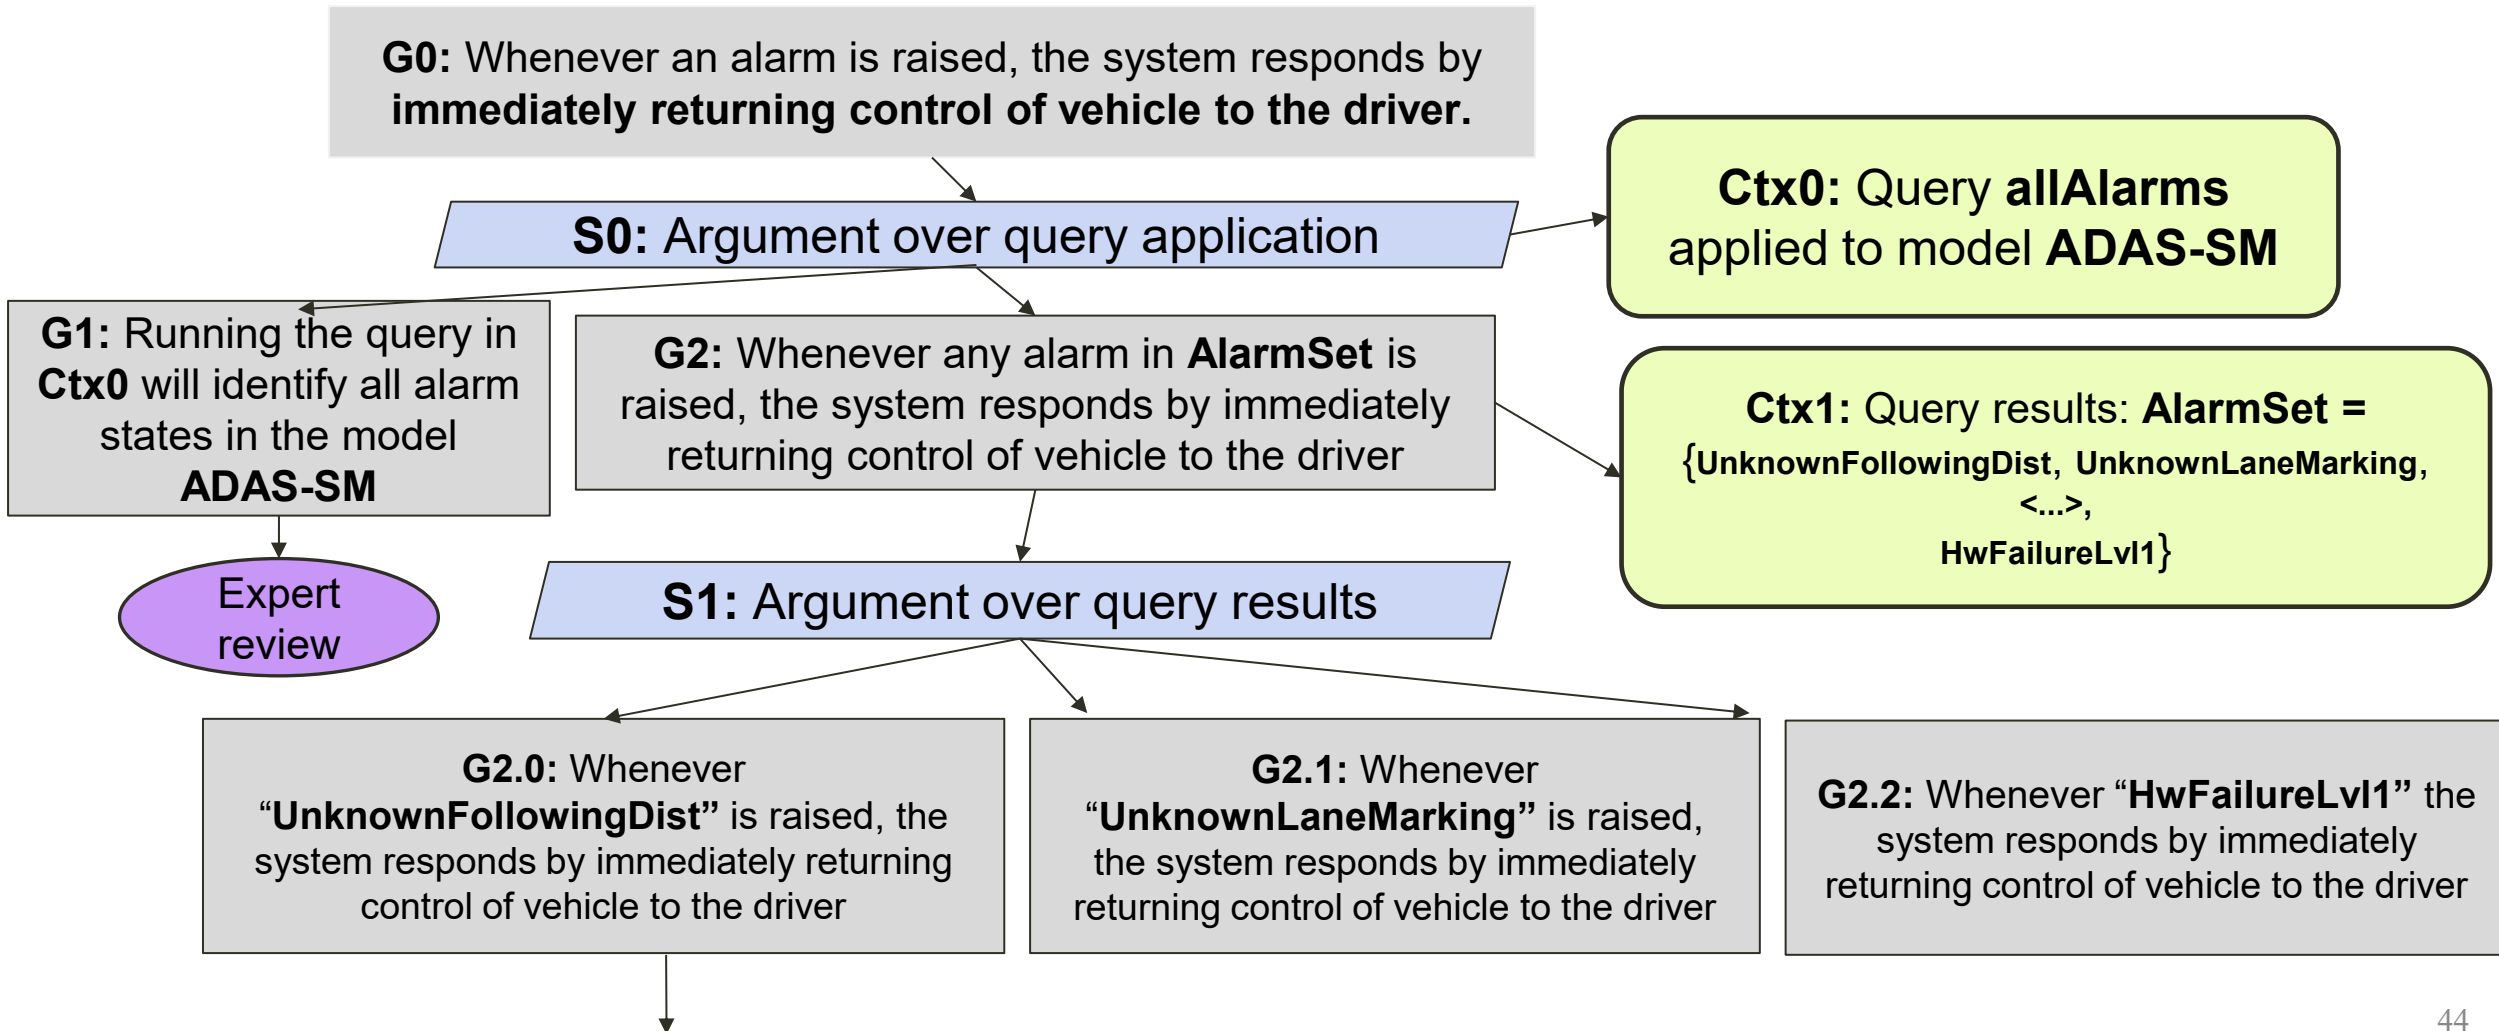 G0: Whenever an alarm is raised, the system responds by
immediately returning control of vehicle to the driver.
Ctx0: Query allAlarms
applied to model ADAS-SM
S0: Argument over query application
G1: Running the query in
Ctx0 will identify all alarm
states in the model
ADAS-SM
G2: Whenever any alarm in AlarmSet is
raised, the system responds by immediately
returning control of vehicle to the driver
Ctx1: Query results: AlarmSet =
{UnknownFollowingDist, UnknownLaneMarking,
<...>,
HwFailureLvl1}
Expert
review
S1: Argument over query results
G2.0: Whenever
“UnknownFollowingDist” is raised, the
system responds by immediately returning
control of vehicle to the driver
G2.1: Whenever
“UnknownLaneMarking” is raised,
the system responds by immediately
returning control of vehicle to the driver
G2.2: Whenever “HwFailureLvl1” the
system responds by immediately
returning control of vehicle to the driver
44